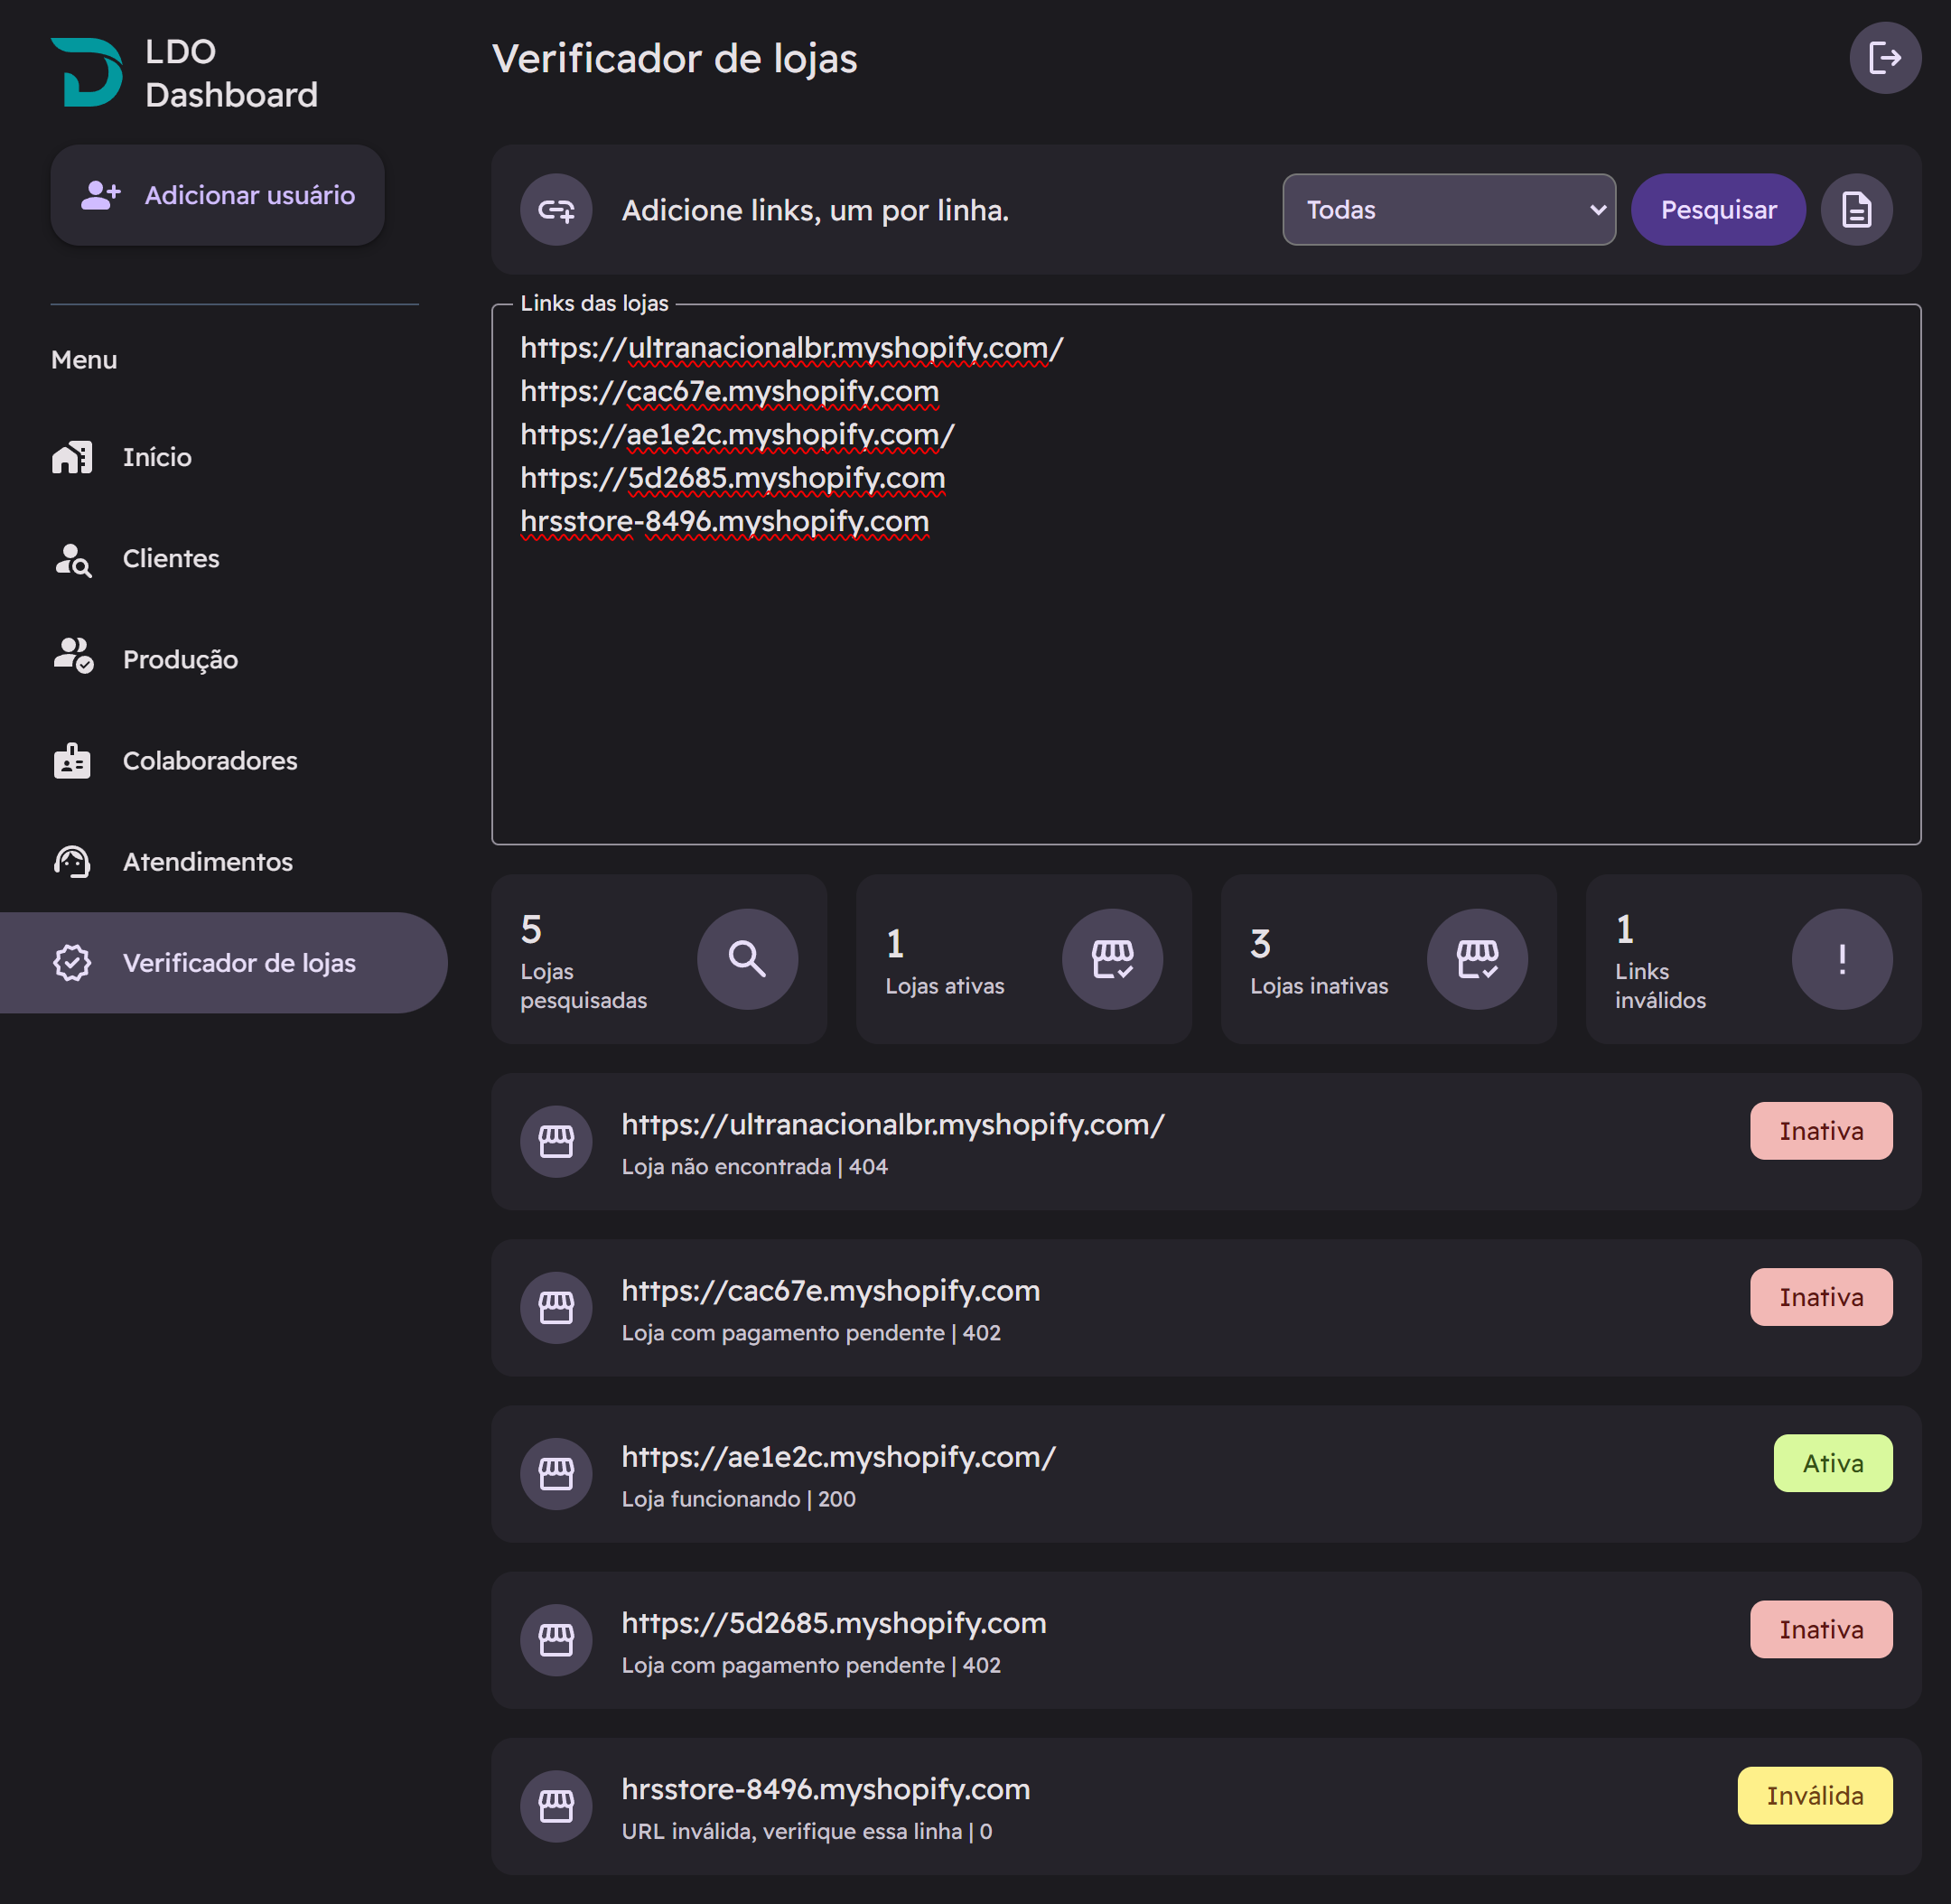 LDO
Dashboard
Adicionar usuário
Menu
Início
Clientes
Produção
Colaboradores
Atendimentos
Verificador de lojas
Verificador de lojas
Adicione links, um por linha.
Todas
Pesquisar
Links das lojas
https://ultranacionalbr.myshopify.com/
https://cac67e.myshopify.com
https://ae1e2c.myshopify.com/
https://5d2685.myshopify.com
hrsstore-8496.myshopify.com
5
Lojas
pesquisadas
1
Lojas ativas
3
Lojas inativas
1
Links
inválidos
https://ultranacionalbr.myshopify.com/
Loja não encontrada | 404
Inativa
https://cac67e.myshopify.com
Loja com pagamento pendente | 402
Inativa
https://ae1e2c.myshopify.com/
Loja funcionando | 200
Ativa
https://5d2685.myshopify.com
Loja com pagamento pendente | 402
Inativa
hrsstore-8496.myshopify.com
URL inválida, verifique essa linha | 0
Inválida